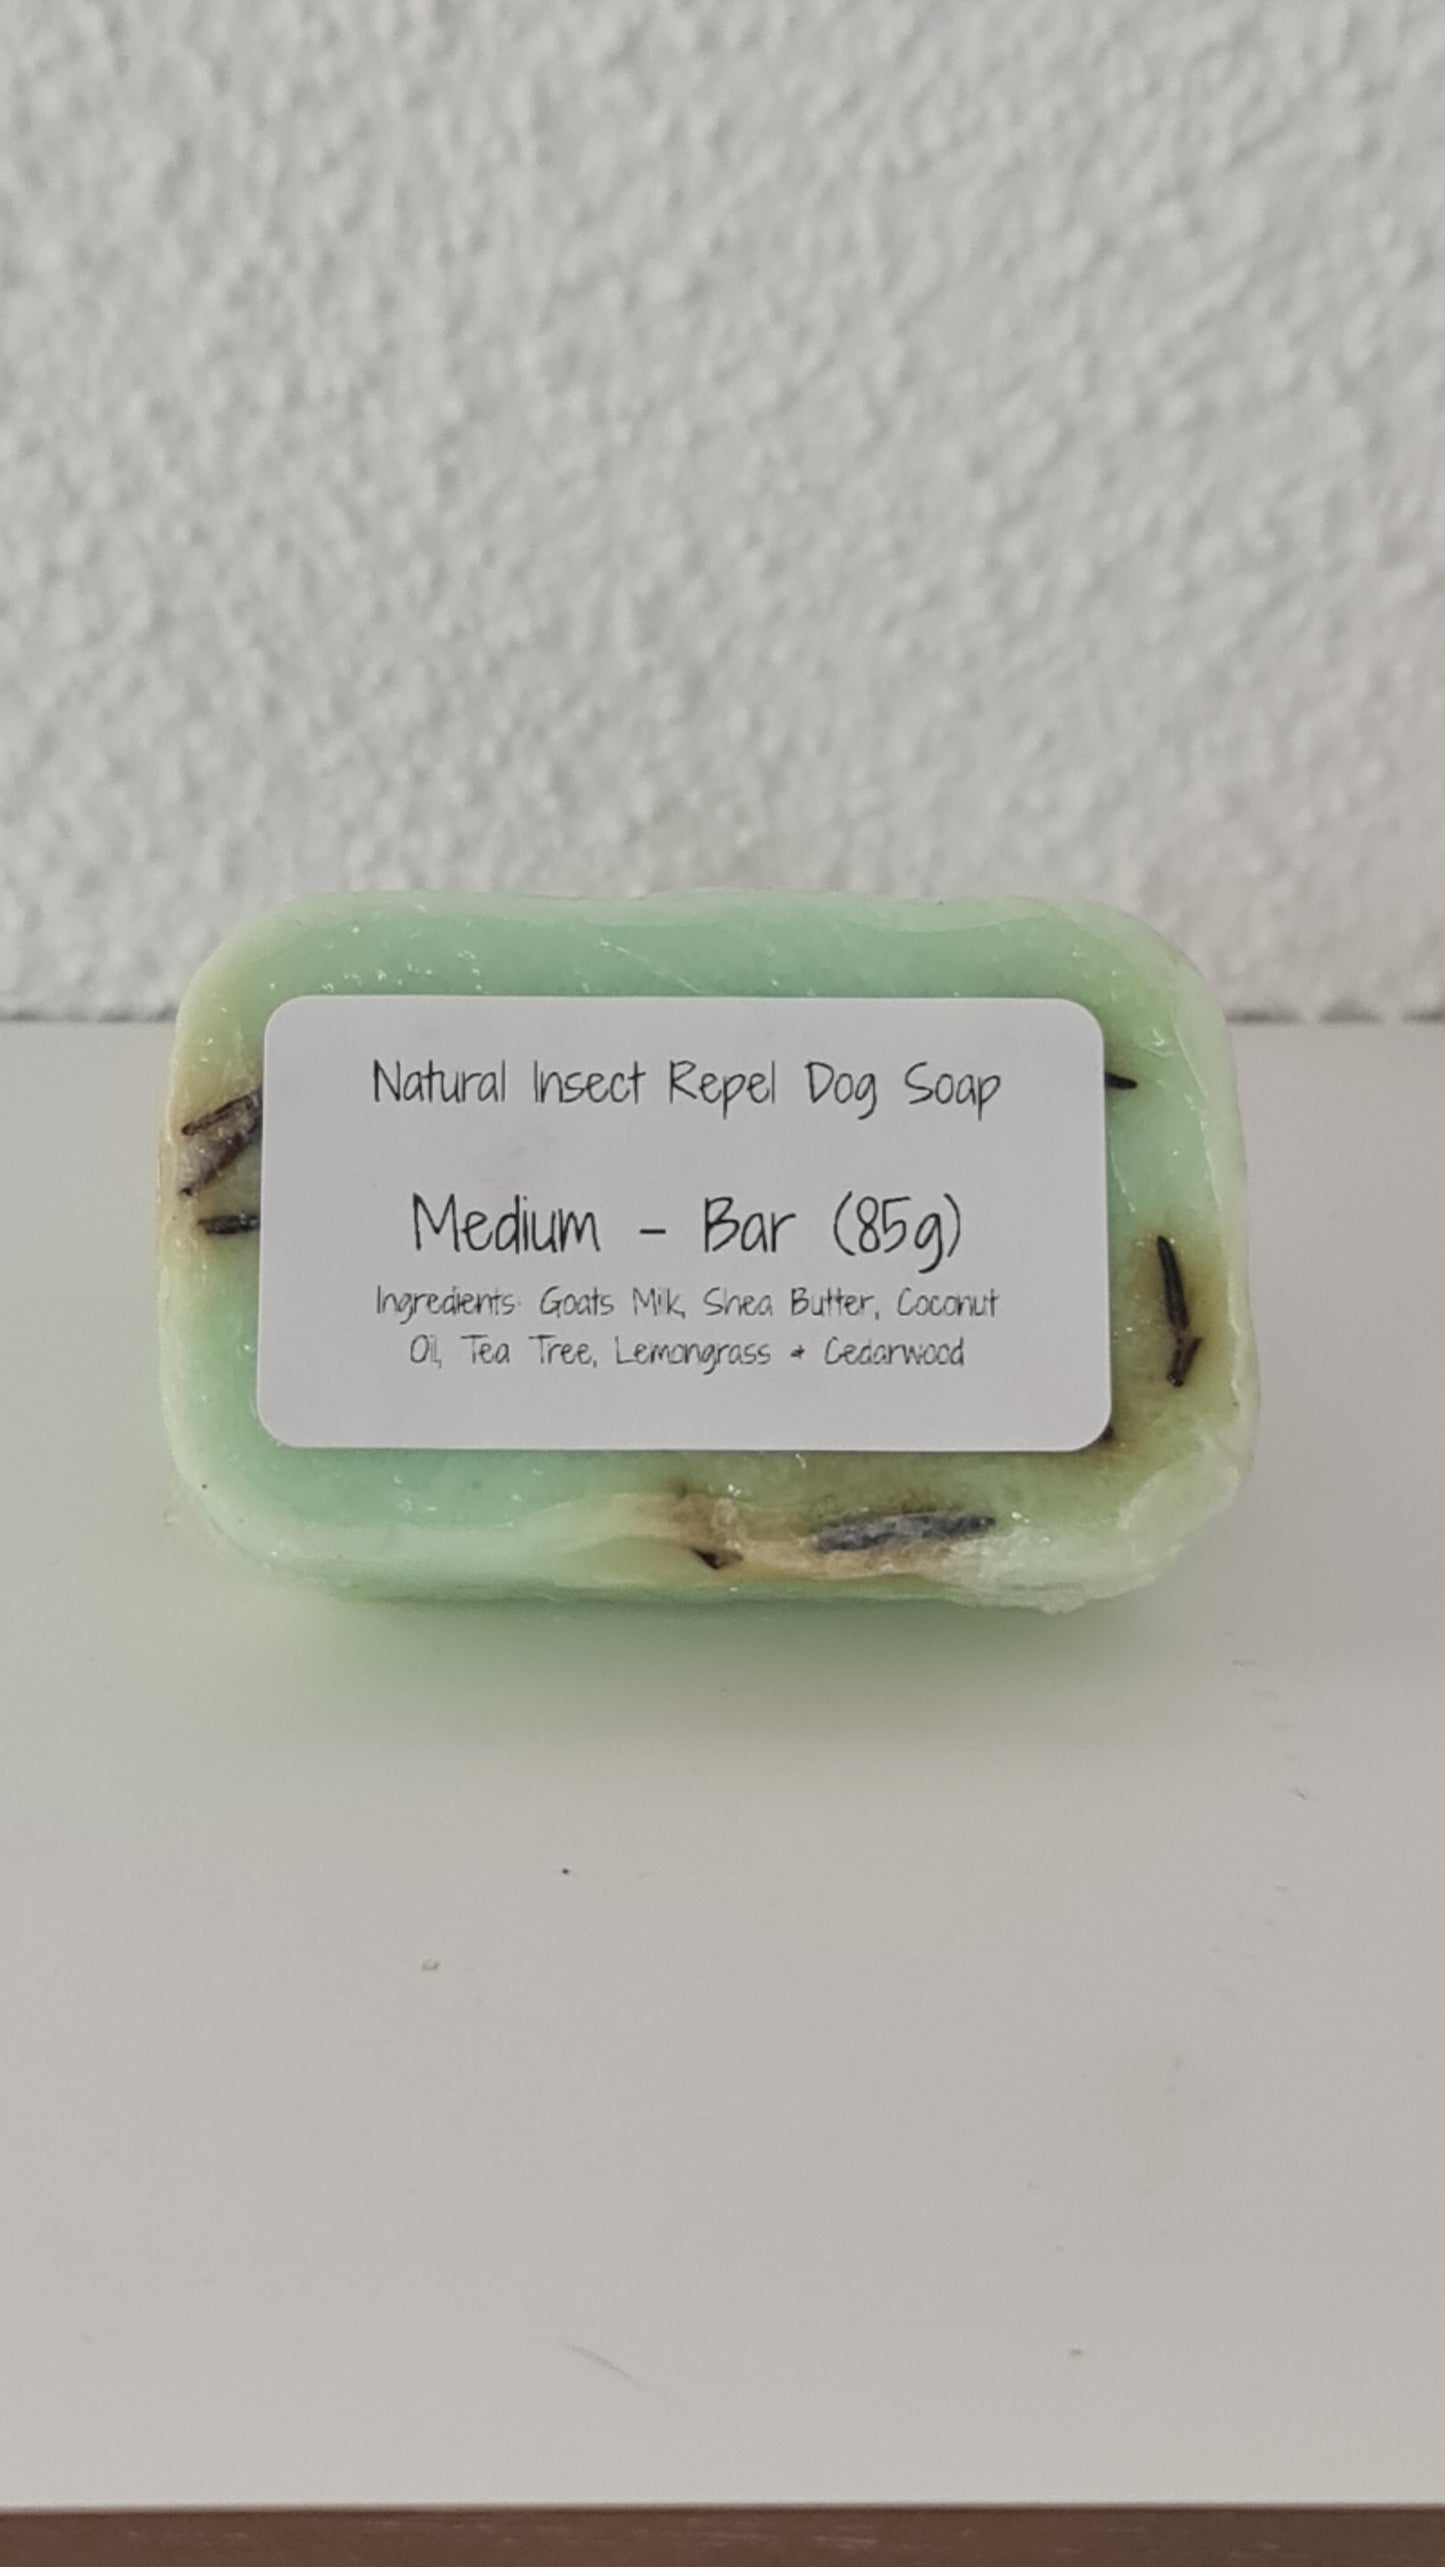 Natural Insect Repel Dog Soap
Medium - Bar (85g)
Ingredients: Goats Milk, Shea Butter, Coconut
Oil, Tea Tree, Lemongrass & Cedarwood